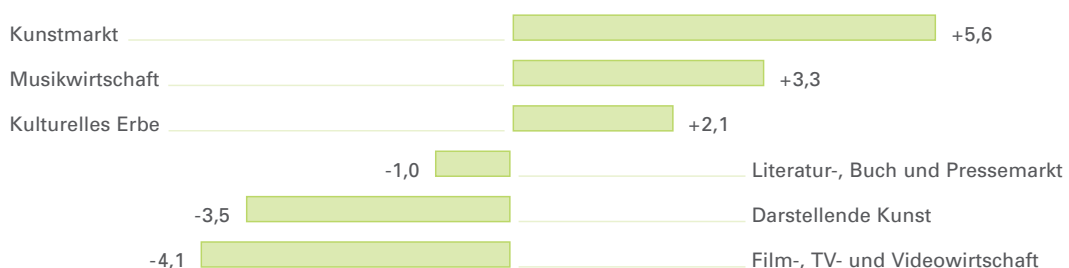 Kunstmarkt +5,6
Musikwirtschaft +3,3
Kulturelles Erbe +2,1
-1,0 Literatur-, Buch und Pressemarkt
-3,5 Darstellende Kunst
-4,1 Film-, TV- und Videowirtschaft